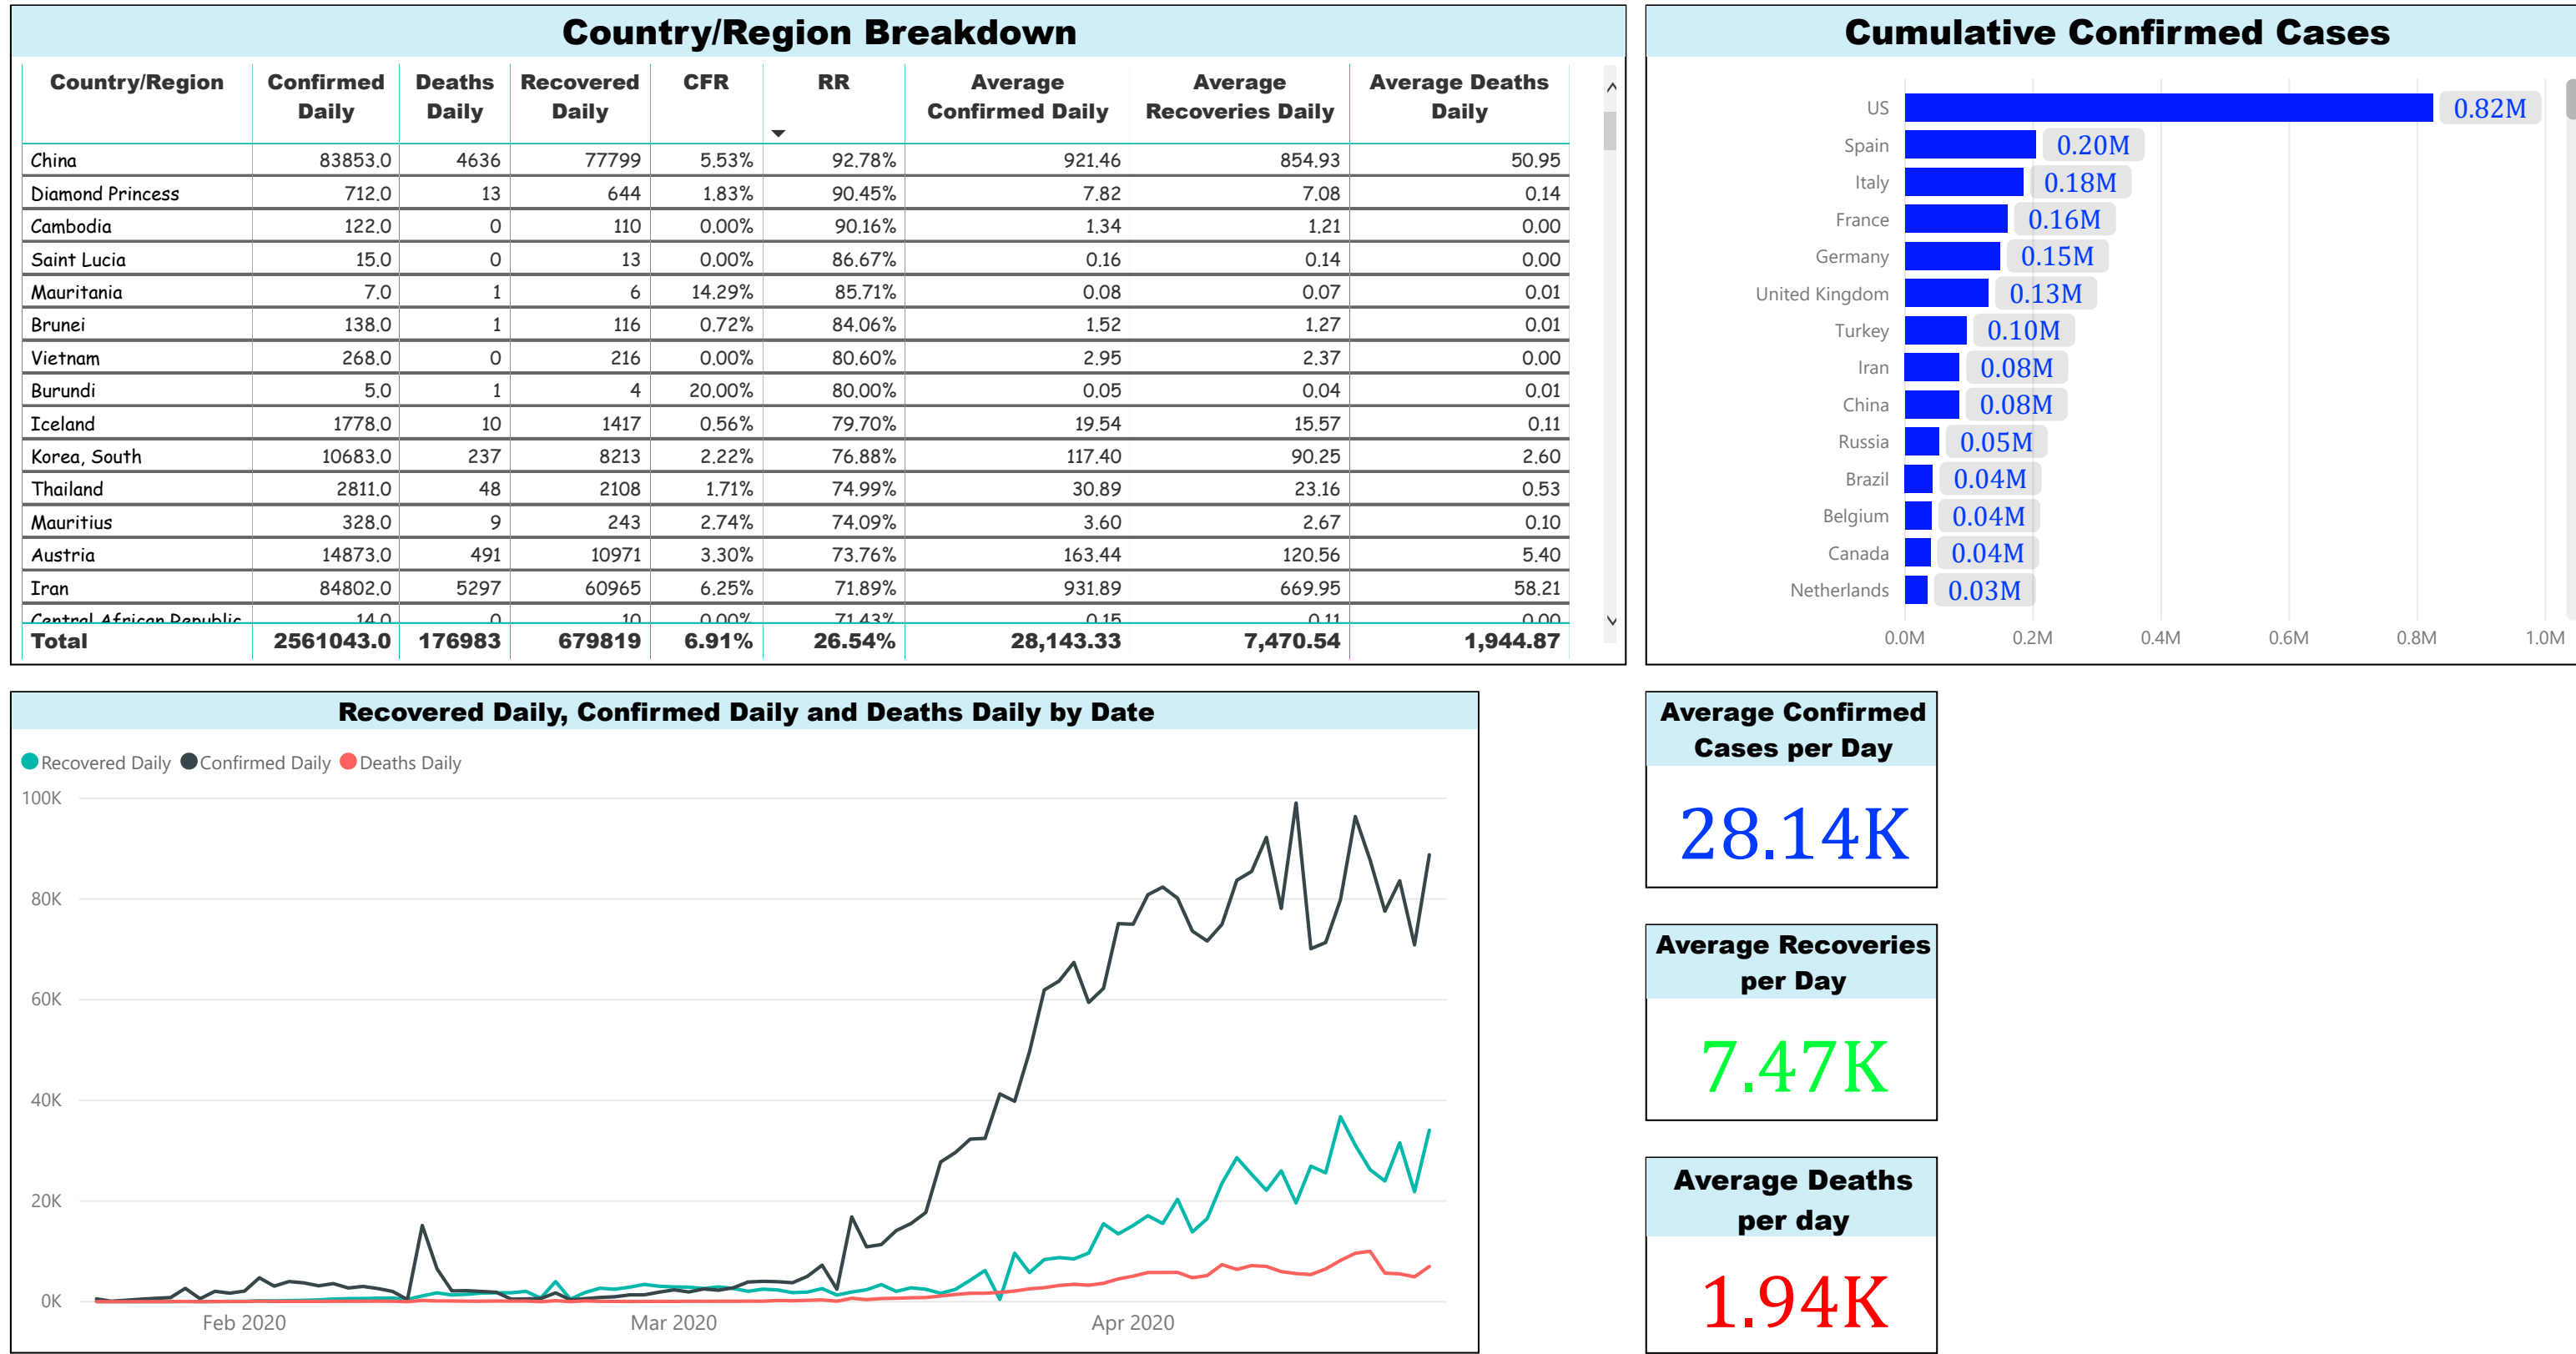 Country/Region Breakdown
Country/Region Confirmed Daily Deaths Daily Recovered Daily CFR RR Average Confirmed Daily Average Recoveries Daily Average Deaths Daily
China 83853.0 4636 77799 5.53% 92.78% 921.46 854.93 50.95
Diamond Princess 712.0 13 644 1.83% 90.45% 7.82 7.08 0.14
Cambodia 122.0 0 110 0.00% 90.16% 1.34 1.21 0.00
Saint Lucia 15.0 0 13 0.00% 86.67% 0.16 0.14 0.00
Mauritania 7.0 1 6 14.29% 85.71% 0.08 0.07 0.01
Brunei 138.0 1 116 0.72% 84.06% 1.52 1.27 0.01
Vietnam 268.0 0 216 0.00% 80.60% 2.95 2.37 0.00
Burundi 5.0 1 4 20.00% 80.00% 0.05 0.04 0.01
Iceland 1778.0 10 1417 0.56% 79.70% 19.54 15.57 0.11
Korea, South 10683.0 237 8213 2.22% 76.88% 117.40 90.25 2.60
Thailand 2811.0 48 2108 1.71% 74.99% 30.89 23.16 0.53
Mauritius 328.0 9 243 2.74% 74.09% 3.60 2.67 0.10
Austria 14873.0 491 10971 3.30% 73.76% 163.44 120.56 5.40
Iran 84802.0 5297 60965 6.25% 71.89% 931.89 669.95 58.21
Central African Republic 14.0 0 10 0.00% 71.43% 0.15 0.11 0.00
Total 2561043.0 176983 679819 6.91% 26.54% 28,143.33 7,470.54 1,944.87
Cumulative Confirmed Cases
US 0.82M
Spain 0.20M
Italy 0.18M
France 0.16M
Germany 0.15M
United Kingdom 0.13M
Turkey 0.10M
Iran 0.08M
China 0.08M
Russia 0.05M
Brazil 0.04M
Belgium 0.04M
Canada 0.04M
Netherlands 0.03M
0.0M 0.2M 0.4M 0.6M 0.8M 1.0M
Recovered Daily, Confirmed Daily and Deaths Daily by Date
Recovered Daily Confirmed Daily Deaths Daily
100K
80K
60K
40K
20K
0K
Feb 2020 Mar 2020 Apr 2020
Average Confirmed
Cases per Day
28.14K
Average Recoveries
per Day
7.47K
Average Deaths
per day
1.94K